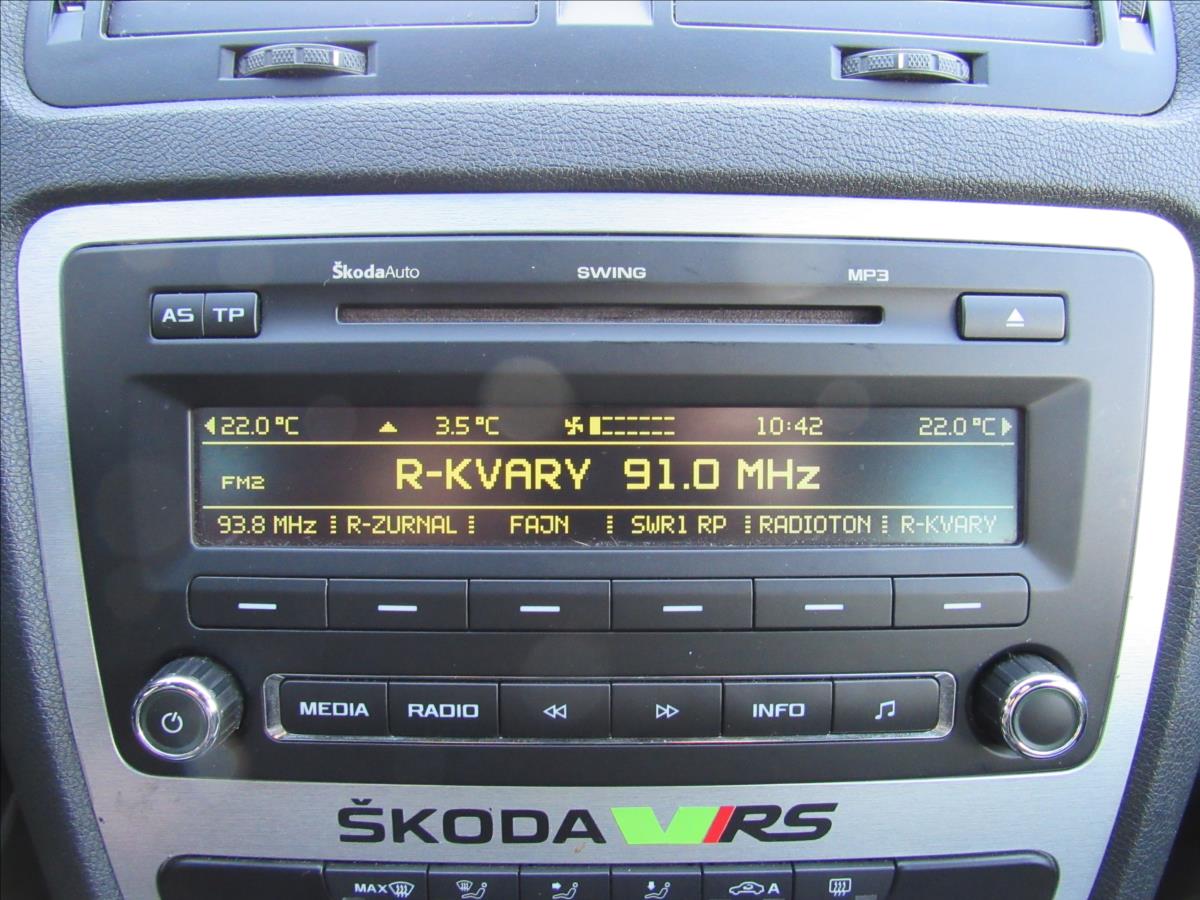 ŠkodaAuto SWING MP3
AS TP
22.0 °C 3.5 °C 10:42 22.0 °C
FM2 R-KVARY 91.0 MHz
93.8 MHz R-ZURNAL FAJN SWR1 RP RADIOTON R-KVARY
MEDIA RADIO INFO
ŠKODA VRS
MAX A